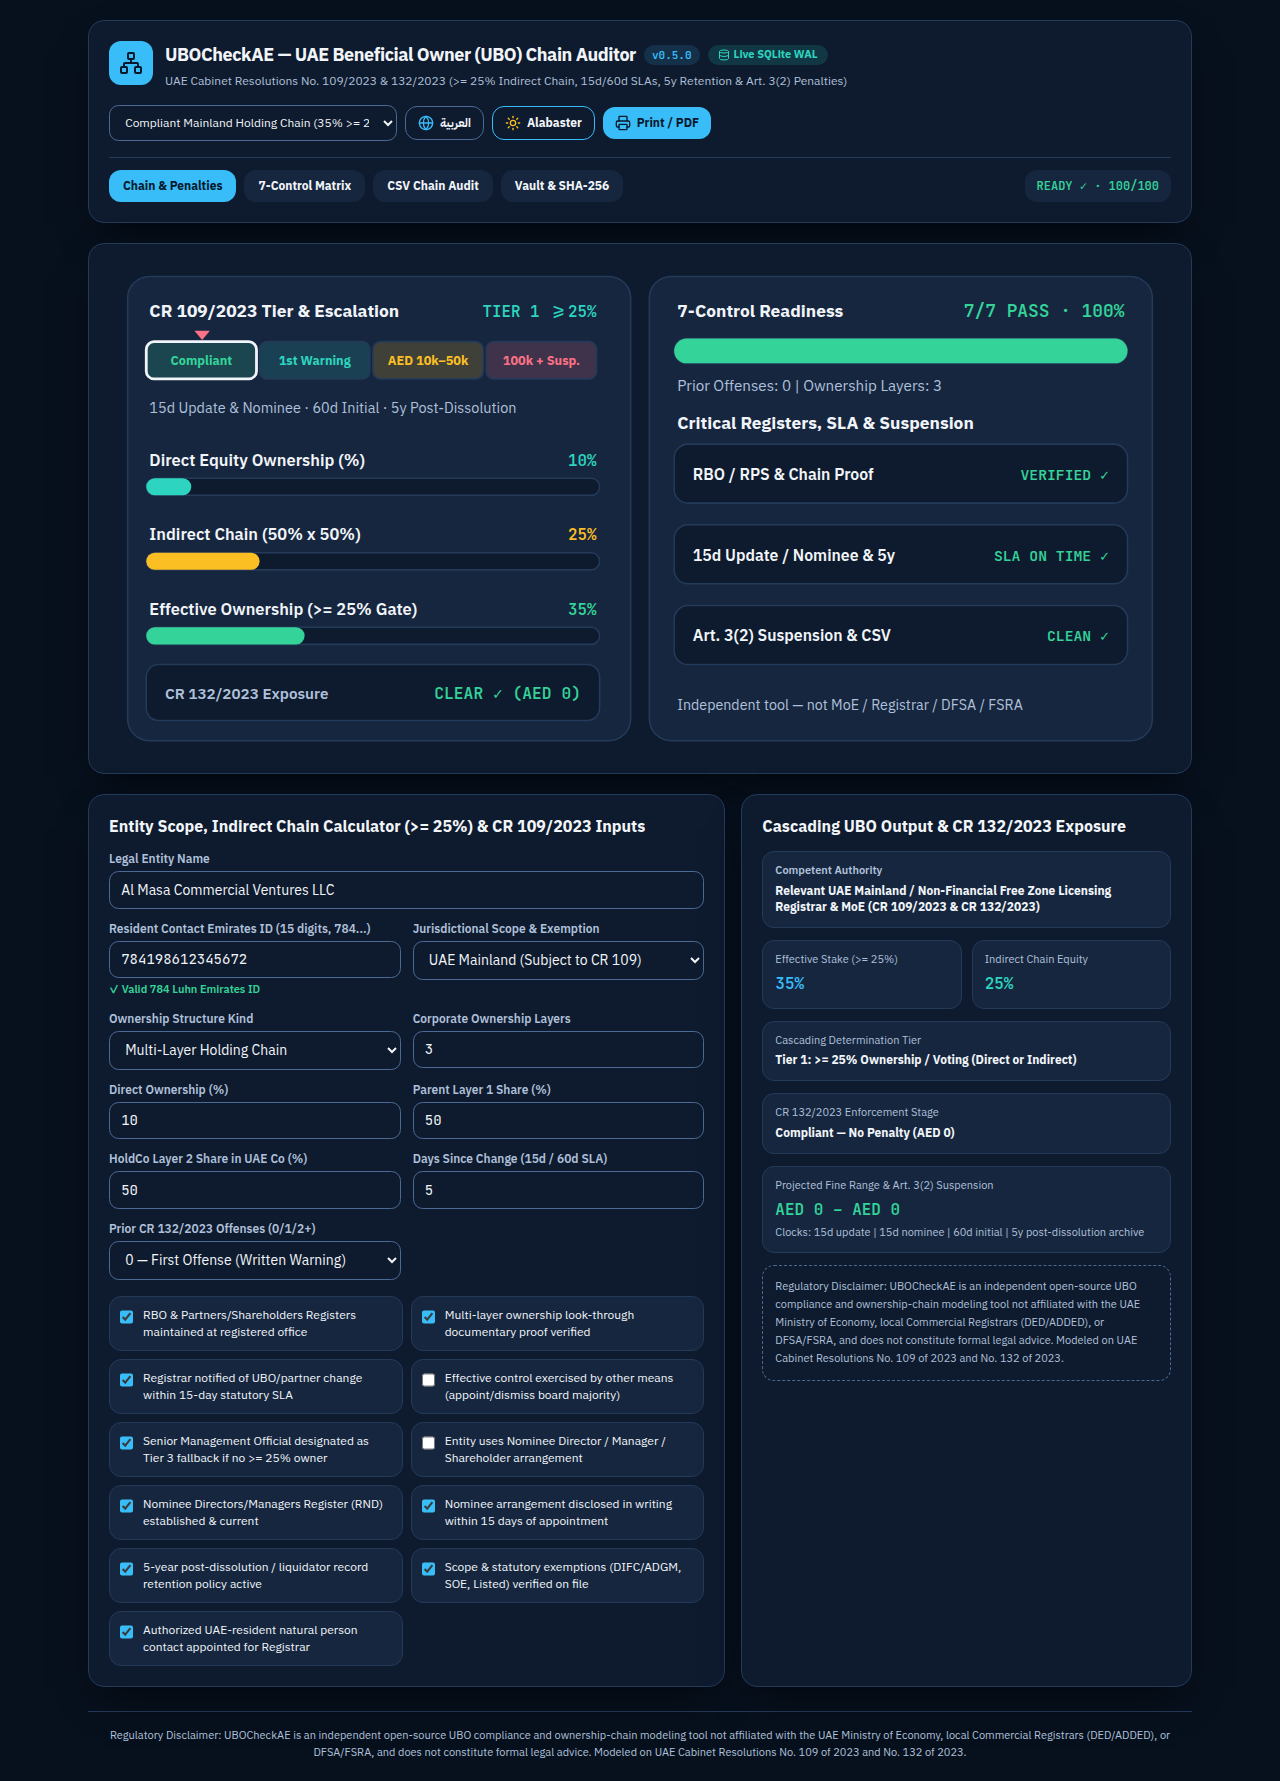 UBOCheckAE — UAE Beneficial Owner (UBO) Chain Auditor
v0.5.0
Live SQLite WAL
UAE Cabinet Resolutions No. 109/2023 & 132/2023 (>= 25% Indirect Chain, 15d/60d SLAs, 5y Retention & Art. 3(2) Penalties)
Compliant Mainland Holding Chain (35% >= 2
العربية
Alabaster
Print / PDF
Chain & Penalties
7-Control Matrix
CSV Chain Audit
Vault & SHA-256
READY ✓ · 100/100
CR 109/2023 Tier & Escalation
TIER 1 ⩾25%
Compliant
1st Warning
AED 10k–50k
100k + Susp.
15d Update & Nominee · 60d Initial · 5y Post-Dissolution
Direct Equity Ownership (%)
10%
Indirect Chain (50% x 50%)
25%
Effective Ownership (>= 25% Gate)
35%
CR 132/2023 Exposure
CLEAR ✓ (AED 0)
7-Control Readiness
7/7 PASS · 100%
Prior Offenses: 0 | Ownership Layers: 3
Critical Registers, SLA & Suspension
RBO / RPS & Chain Proof
VERIFIED ✓
15d Update / Nominee & 5y
SLA ON TIME ✓
Art. 3(2) Suspension & CSV
CLEAN ✓
Independent tool — not MoE / Registrar / DFSA / FSRA
Entity Scope, Indirect Chain Calculator (>= 25%) & CR 109/2023 Inputs
Legal Entity Name
Al Masa Commercial Ventures LLC
Resident Contact Emirates ID (15 digits, 784...)
784198612345672
✓ Valid 784 Luhn Emirates ID
Jurisdictional Scope & Exemption
UAE Mainland (Subject to CR 109)
Ownership Structure Kind
Multi-Layer Holding Chain
Corporate Ownership Layers
3
Direct Ownership (%)
10
Parent Layer 1 Share (%)
50
HoldCo Layer 2 Share in UAE Co (%)
50
Days Since Change (15d / 60d SLA)
5
Prior CR 132/2023 Offenses (0/1/2+)
0 — First Offense (Written Warning)
RBO & Partners/Shareholders Registers
maintained at registered office
Multi-layer ownership look-through
documentary proof verified
Registrar notified of UBO/partner change
within 15-day statutory SLA
Effective control exercised by other means
(appoint/dismiss board majority)
Senior Management Official designated as
Tier 3 fallback if no >= 25% owner
Entity uses Nominee Director / Manager /
Shareholder arrangement
Nominee Directors/Managers Register (RND)
established & current
Nominee arrangement disclosed in writing
within 15 days of appointment
5-year post-dissolution / liquidator record
retention policy active
Scope & statutory exemptions (DIFC/ADGM,
SOE, Listed) verified on file
Authorized UAE-resident natural person
contact appointed for Registrar
Cascading UBO Output & CR 132/2023 Exposure
Competent Authority
Relevant UAE Mainland / Non-Financial Free Zone Licensing
Registrar & MoE (CR 109/2023 & CR 132/2023)
Effective Stake (>= 25%)
35%
Indirect Chain Equity
25%
Cascading Determination Tier
Tier 1: >= 25% Ownership / Voting (Direct or Indirect)
CR 132/2023 Enforcement Stage
Compliant — No Penalty (AED 0)
Projected Fine Range & Art. 3(2) Suspension
AED 0 – AED 0
Clocks: 15d update | 15d nominee | 60d initial | 5y post-dissolution archive
Regulatory Disclaimer: UBOCheckAE is an independent open-source UBO
compliance and ownership-chain modeling tool not affiliated with the UAE
Ministry of Economy, local Commercial Registrars (DED/ADDED), or
DFSA/FSRA, and does not constitute formal legal advice. Modeled on UAE
Cabinet Resolutions No. 109 of 2023 and No. 132 of 2023.
Regulatory Disclaimer: UBOCheckAE is an independent open-source UBO compliance and ownership-chain modeling tool not affiliated with the UAE Ministry of Economy, local Commercial Registrars (DED/ADDED), or
DFSA/FSRA, and does not constitute formal legal advice. Modeled on UAE Cabinet Resolutions No. 109 of 2023 and No. 132 of 2023.